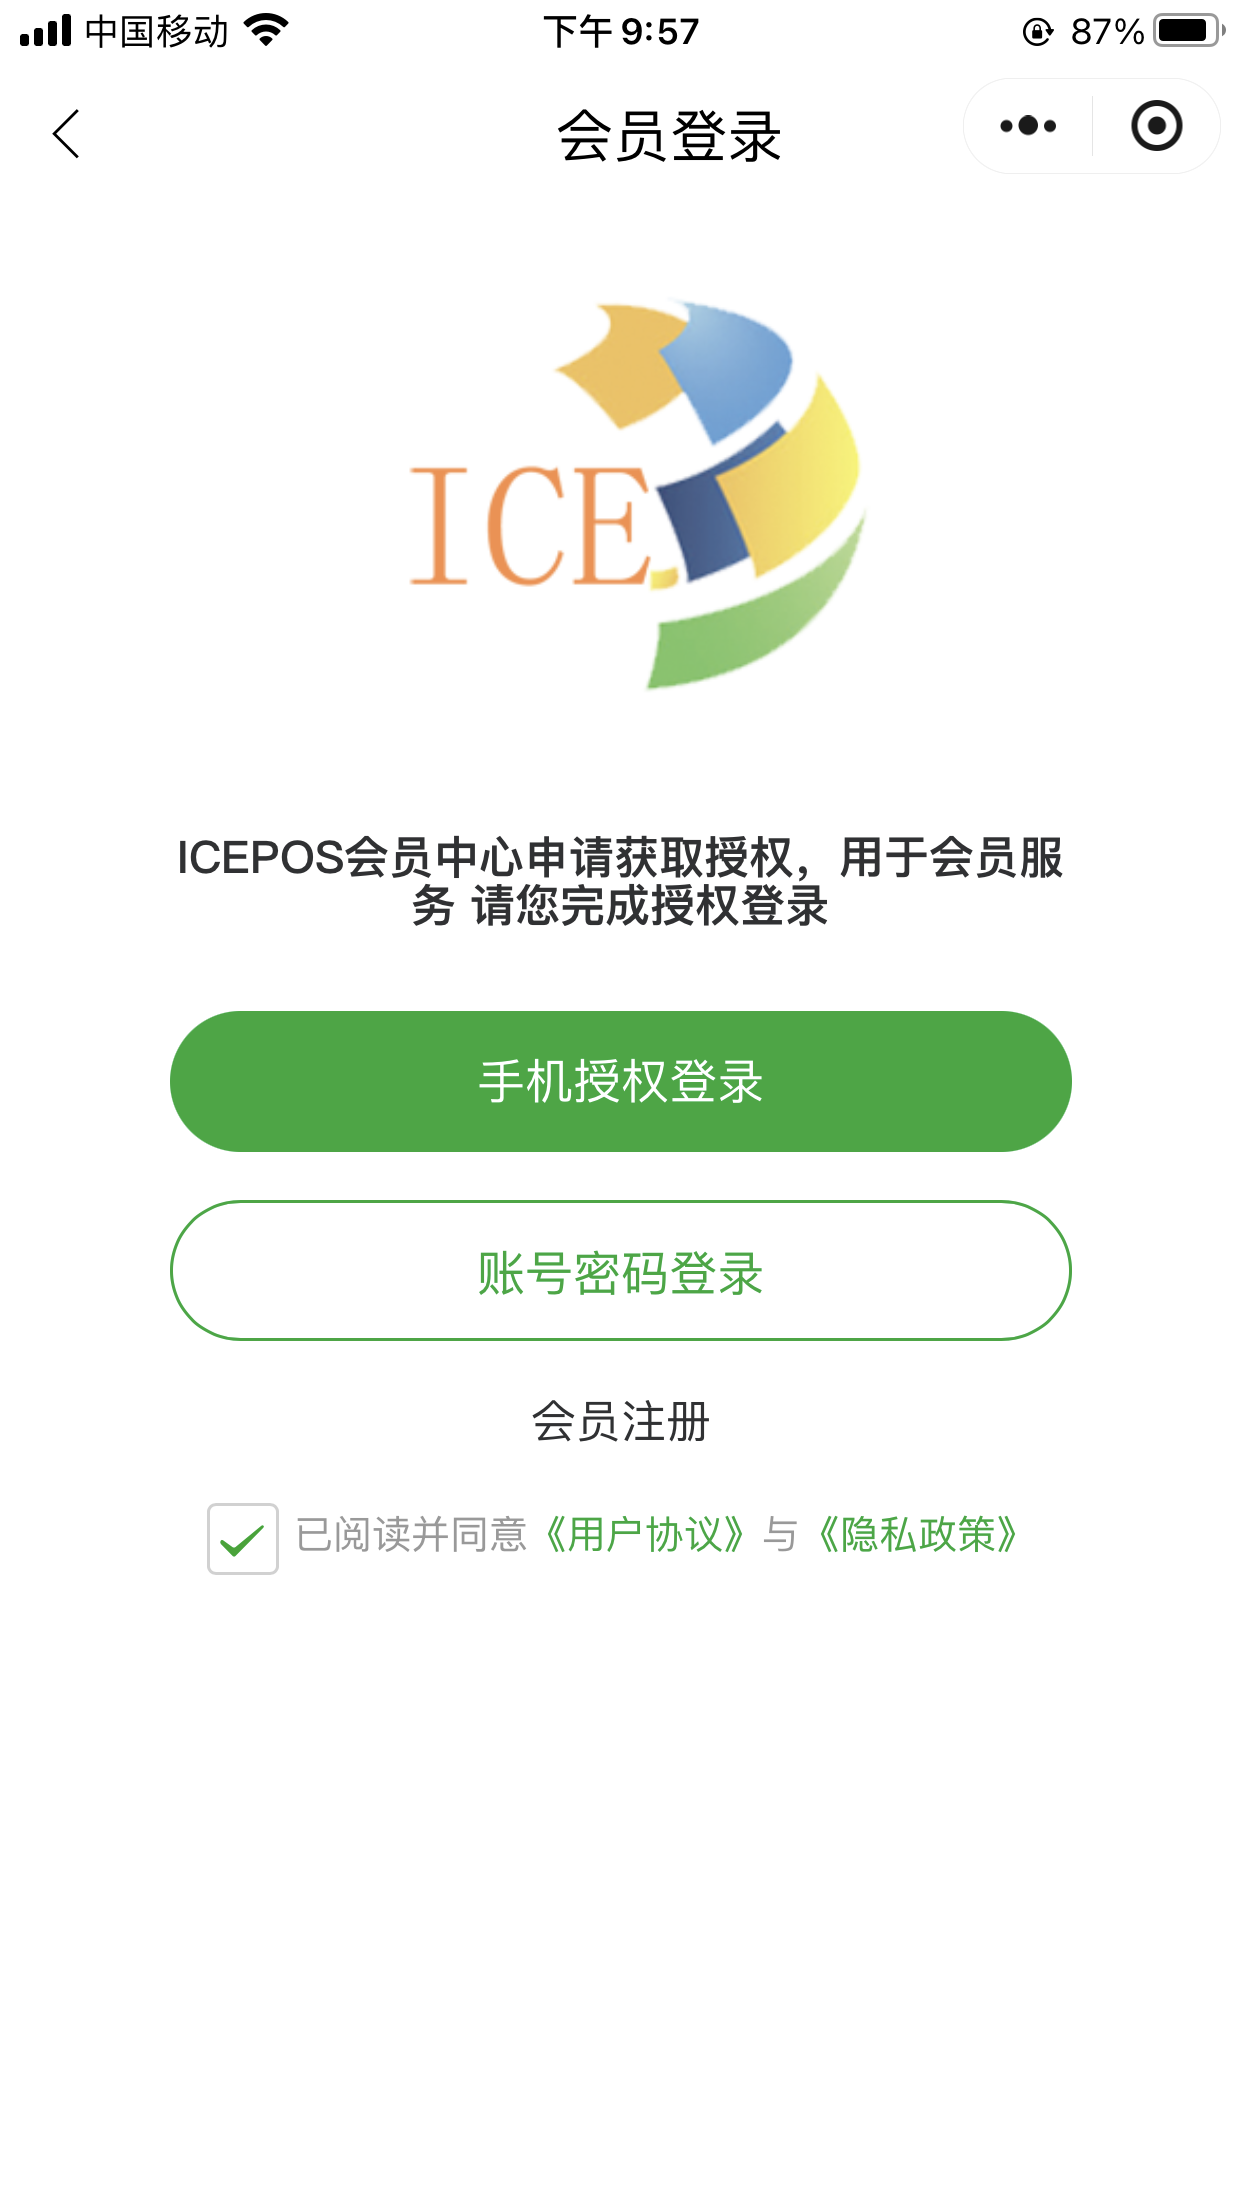 中国移动
下午 9:57
87%
会员登录
ICE
ICEPOS会员中心申请获取授权，用于会员服
务 请您完成授权登录
手机授权登录
账号密码登录
会员注册
已阅读并同意《用户协议》与《隐私政策》